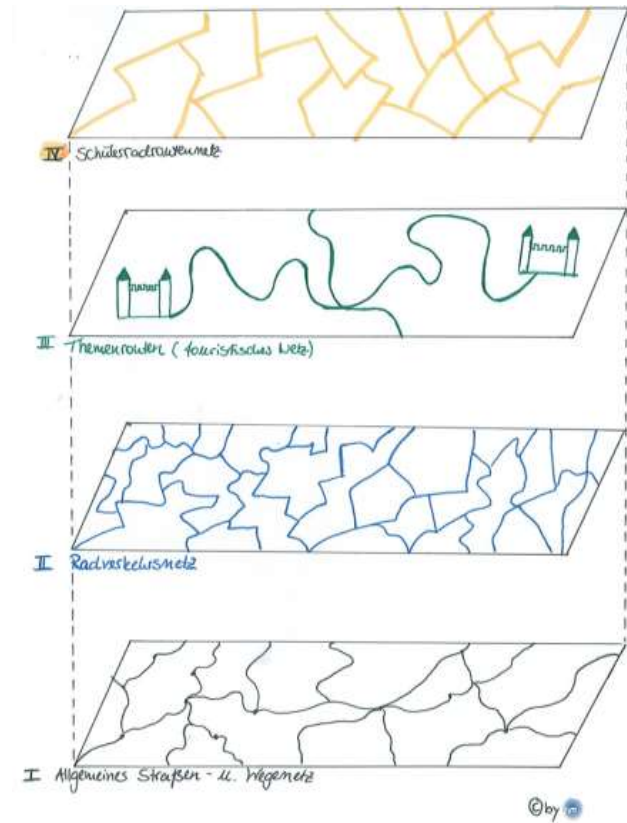 IV Schülerradroutennetz
III Themenrouten (touristisches Netz)
II Radverkehrsnetz
I Allgemeines Straßen- u. Wegenetz
© by